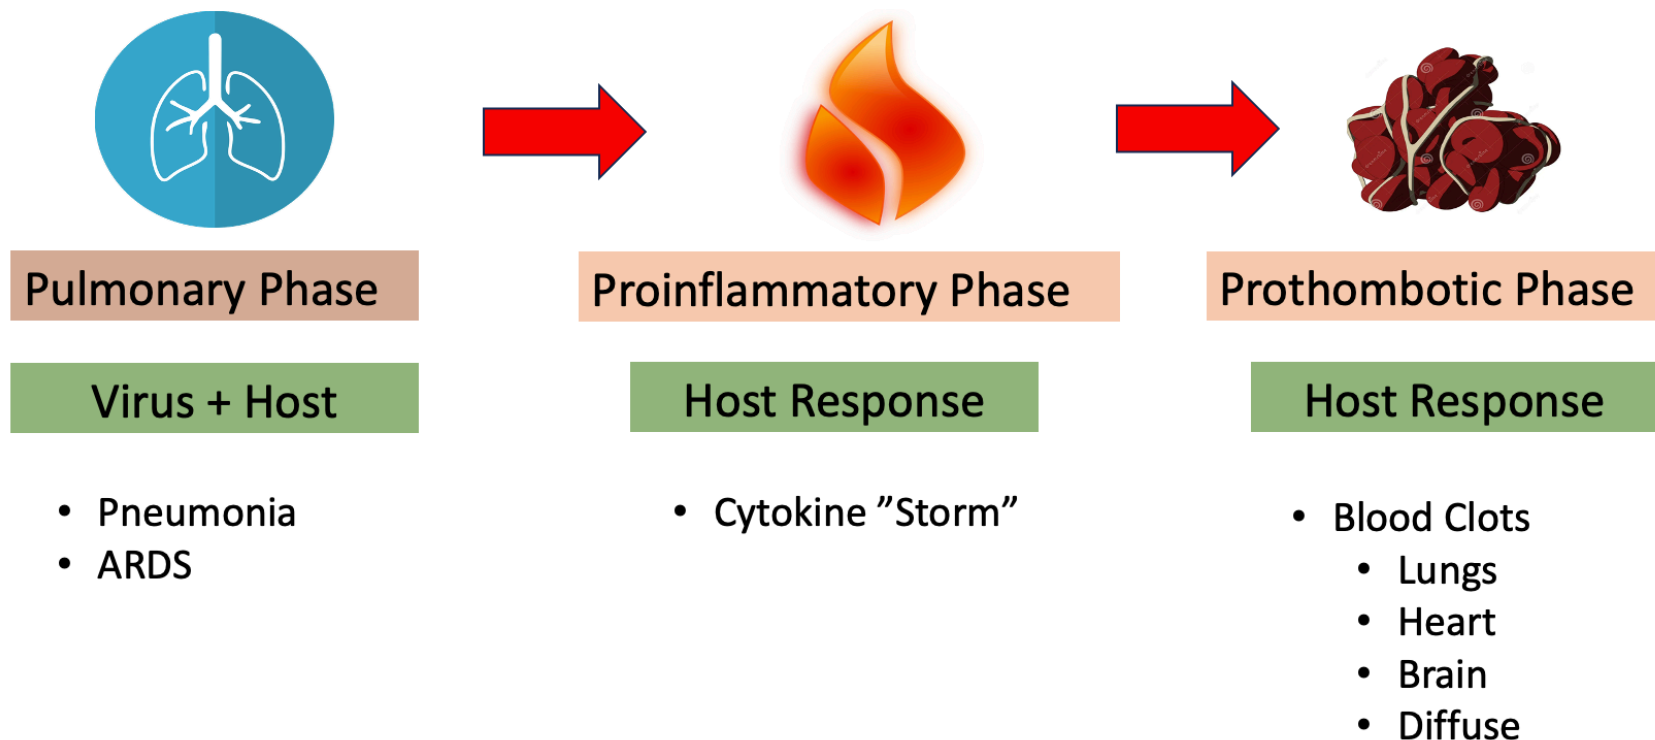 Pulmonary Phase
Virus + Host
• Pneumonia
• ARDS
Proinflammatory Phase
Host Response
• Cytokine ”Storm”
Prothombotic Phase
Host Response
• Blood Clots
• Lungs
• Heart
• Brain
• Diffuse